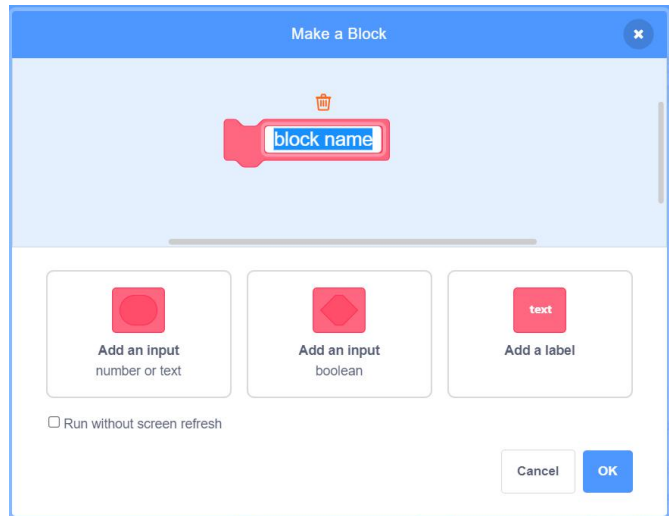 Make a Block
block name
text
Add an input
number or text
Add an input
boolean
Add a label
Run without screen refresh
Cancel
OK